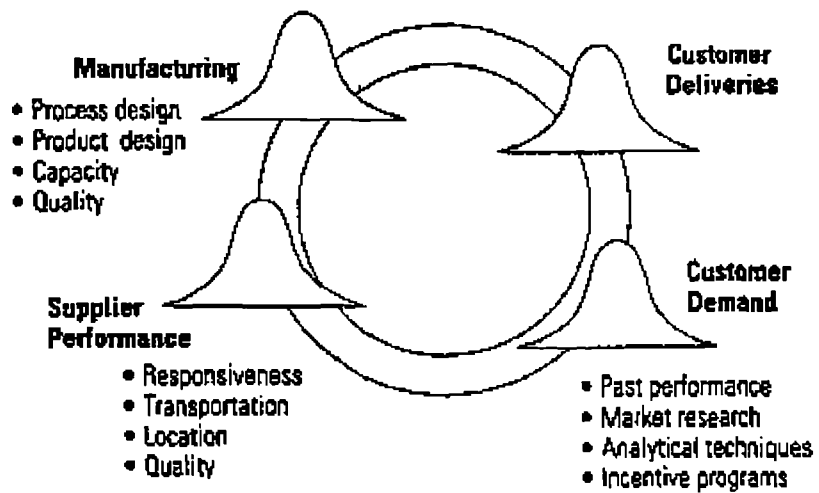 Manufacturing
• Process design
• Product design
• Capacity
• Quality
Customer
Deliveries
Supplier
Performance
• Responsiveness
• Transportation
• Location
• Quality
Customer
Demand
• Past performance
• Market research
• Analytical techniques
• Incentive programs